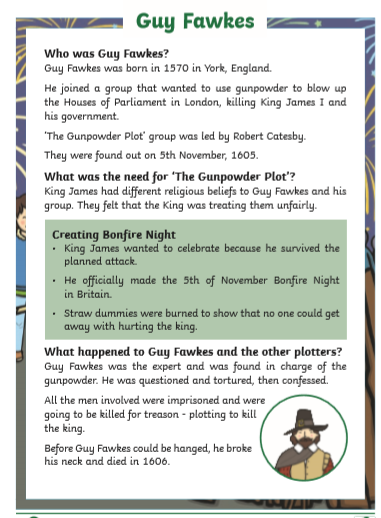 Guy Fawkes
Who was Guy Fawkes?
Guy Fawkes was born in 1570 in York, England.
He joined a group that wanted to use gunpowder to blow up
the Houses of Parliament in London, killing King James I and
his government.
‘The Gunpowder Plot’ group was led by Robert Catesby.
They were found out on 5th November, 1605.
What was the need for ‘The Gunpowder Plot’?
King James had different religious beliefs to Guy Fawkes and his
group. They felt that the King was treating them unfairly.
Creating Bonfire Night
• King James wanted to celebrate because he survived the
planned attack.
• He officially made the 5th of November Bonfire Night
in Britain.
• Straw dummies were burned to show that no one could get
away with hurting the king.
What happened to Guy Fawkes and the other plotters?
Guy Fawkes was the expert and was found in charge of the
gunpowder. He was questioned and tortured, then confessed.
All the men involved were imprisoned and were
going to be killed for treason - plotting to kill
the king.
Before Guy Fawkes could be hanged, he broke
his neck and died in 1606.